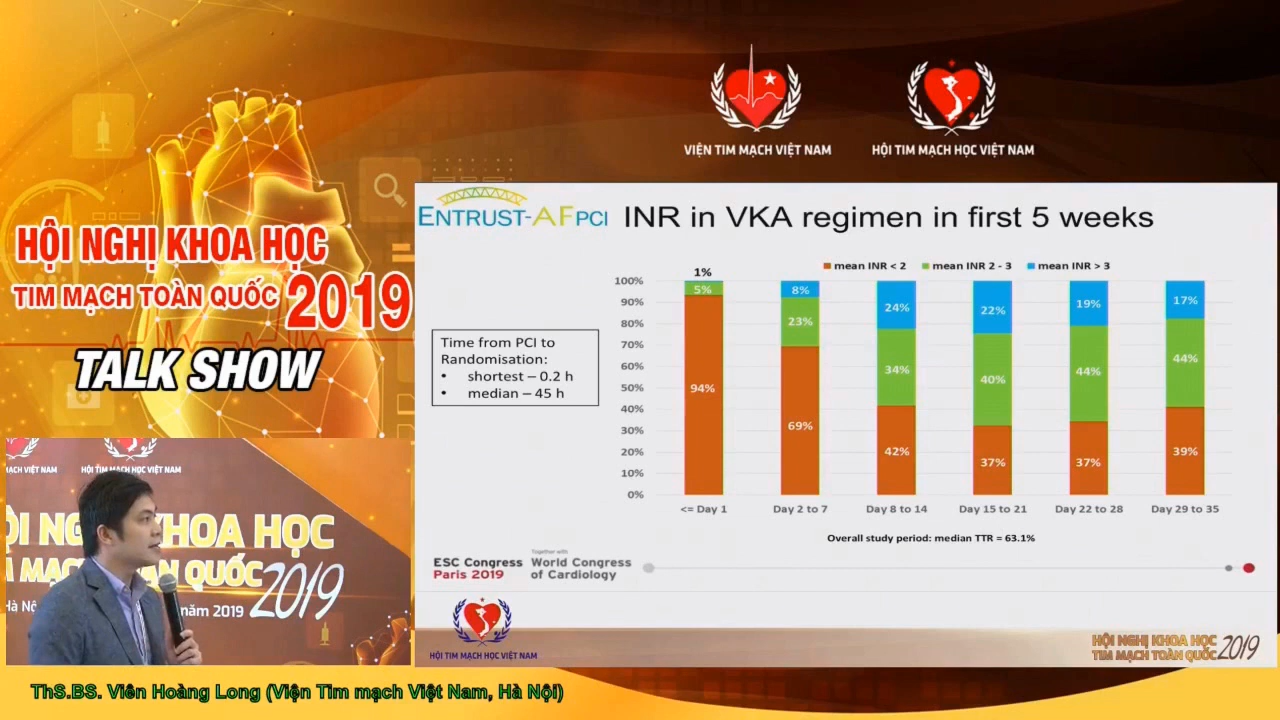 VIỆN TIM MẠCH VIỆT NAM
HỘI TIM MẠCH HỌC VIỆT NAM
HỘI NGHỊ KHOA HỌC
TIM MẠCH TOÀN QUỐC 2019
TALK SHOW
ENTRUST-AF PCI
INR in VKA regimen in first 5 weeks
mean INR < 2
mean INR 2 - 3
mean INR > 3
Time from PCI to
Randomisation:
• shortest – 0.2 h
• median – 45 h
100%
90%
80%
70%
60%
50%
40%
30%
20%
10%
0%
1%
5%
94%
8%
23%
69%
24%
34%
42%
22%
40%
37%
19%
44%
37%
17%
44%
39%
<= Day 1
Day 2 to 7
Day 8 to 14
Day 15 to 21
Day 22 to 28
Day 29 to 35
Overall study period: median TTR = 63.1%
ESC Congress
Paris 2019
Together with
World Congress
of Cardiology
HỘI TIM MẠCH HỌC VIỆT NAM
HỘI NGHỊ KHOA HỌC
TIM MẠCH TOÀN QUỐC 2019
MẠCH VIỆT NAM
HỘI TIM MẠCH HỌC VIỆT NAM
KHOA HỌC
TOÀN QUỐC
2019
năm 2019
ThS.BS. Viên Hoàng Long (Viện Tim mạch Việt Nam, Hà Nội)